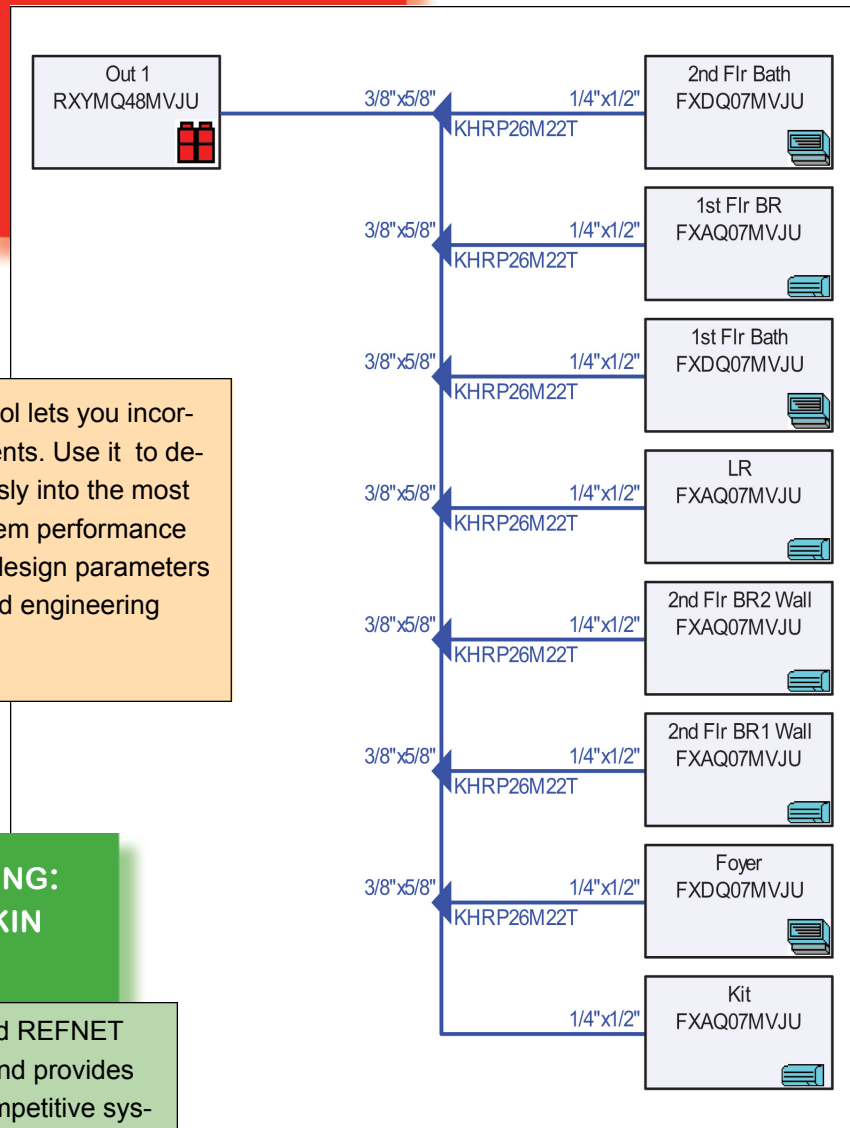 Out 1
RXYMQ48MVJU
3/8"x5/8"
1/4"x1/2"
KHRP26M22T
2nd Flr Bath
FXDQ07MVJU
3/8"x5/8"
1/4"x1/2"
KHRP26M22T
1st Flr BR
FXAQ07MVJU
3/8"x5/8"
1/4"x1/2"
KHRP26M22T
1st Flr Bath
FXDQ07MVJU
3/8"x5/8"
1/4"x1/2"
KHRP26M22T
LR
FXAQ07MVJU
3/8"x5/8"
1/4"x1/2"
KHRP26M22T
2nd Flr BR2 Wall
FXAQ07MVJU
3/8"x5/8"
1/4"x1/2"
KHRP26M22T
2nd Flr BR1 Wall
FXAQ07MVJU
3/8"x5/8"
1/4"x1/2"
KHRP26M22T
Foyer
FXDQ07MVJU
1/4"x1/2"
Kit
FXAQ07MVJU
ol lets you incor-
ents. Use it to de-
sly into the most
em performance
design parameters
d engineering
NG:
KIN
d REFNET
nd provides
mpetitive sys-